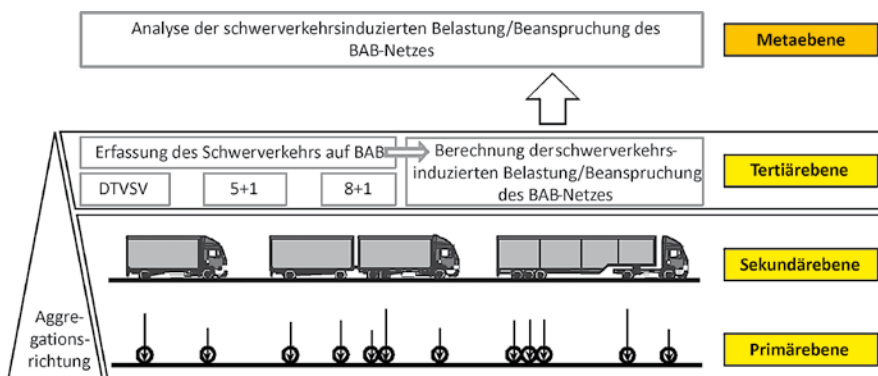 Analyse der schwerverkehrsinduzierten Belastung/Beanspruchung des
BAB-Netzes
Metaebene
Erfassung des Schwerverkehrs auf BAB
DTVSV
5+1
8+1
Berechnung derschwerverkehrs-
induzierten Belastung/Beanspruchung
des BAB-Netzes
Tertiärebene
Sekundärebene
Aggre-
gations-
richtung
Primärebene